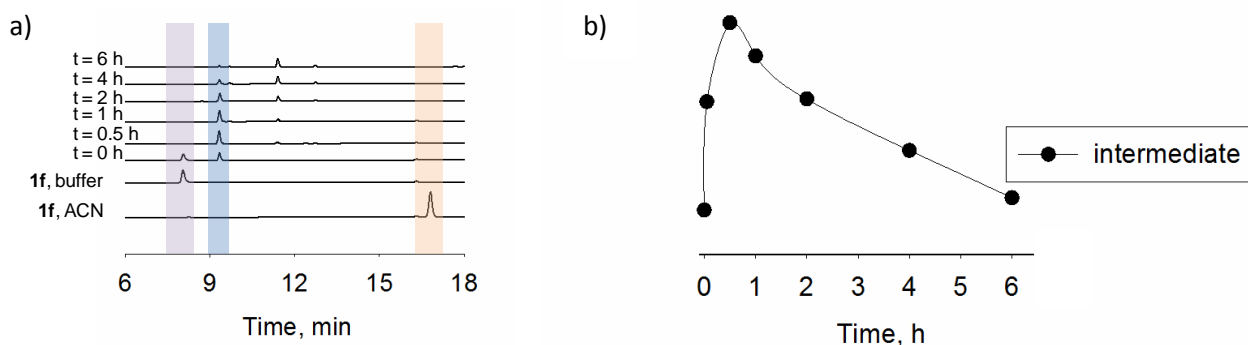 a)
t = 6 h
t = 4 h
t = 2 h
t = 1 h
t = 0.5 h
t = 0 h
1f, buffer
1f, ACN
6 9 12 15 18
Time, min
b)
intermediate
0 1 2 3 4 5 6
Time, h